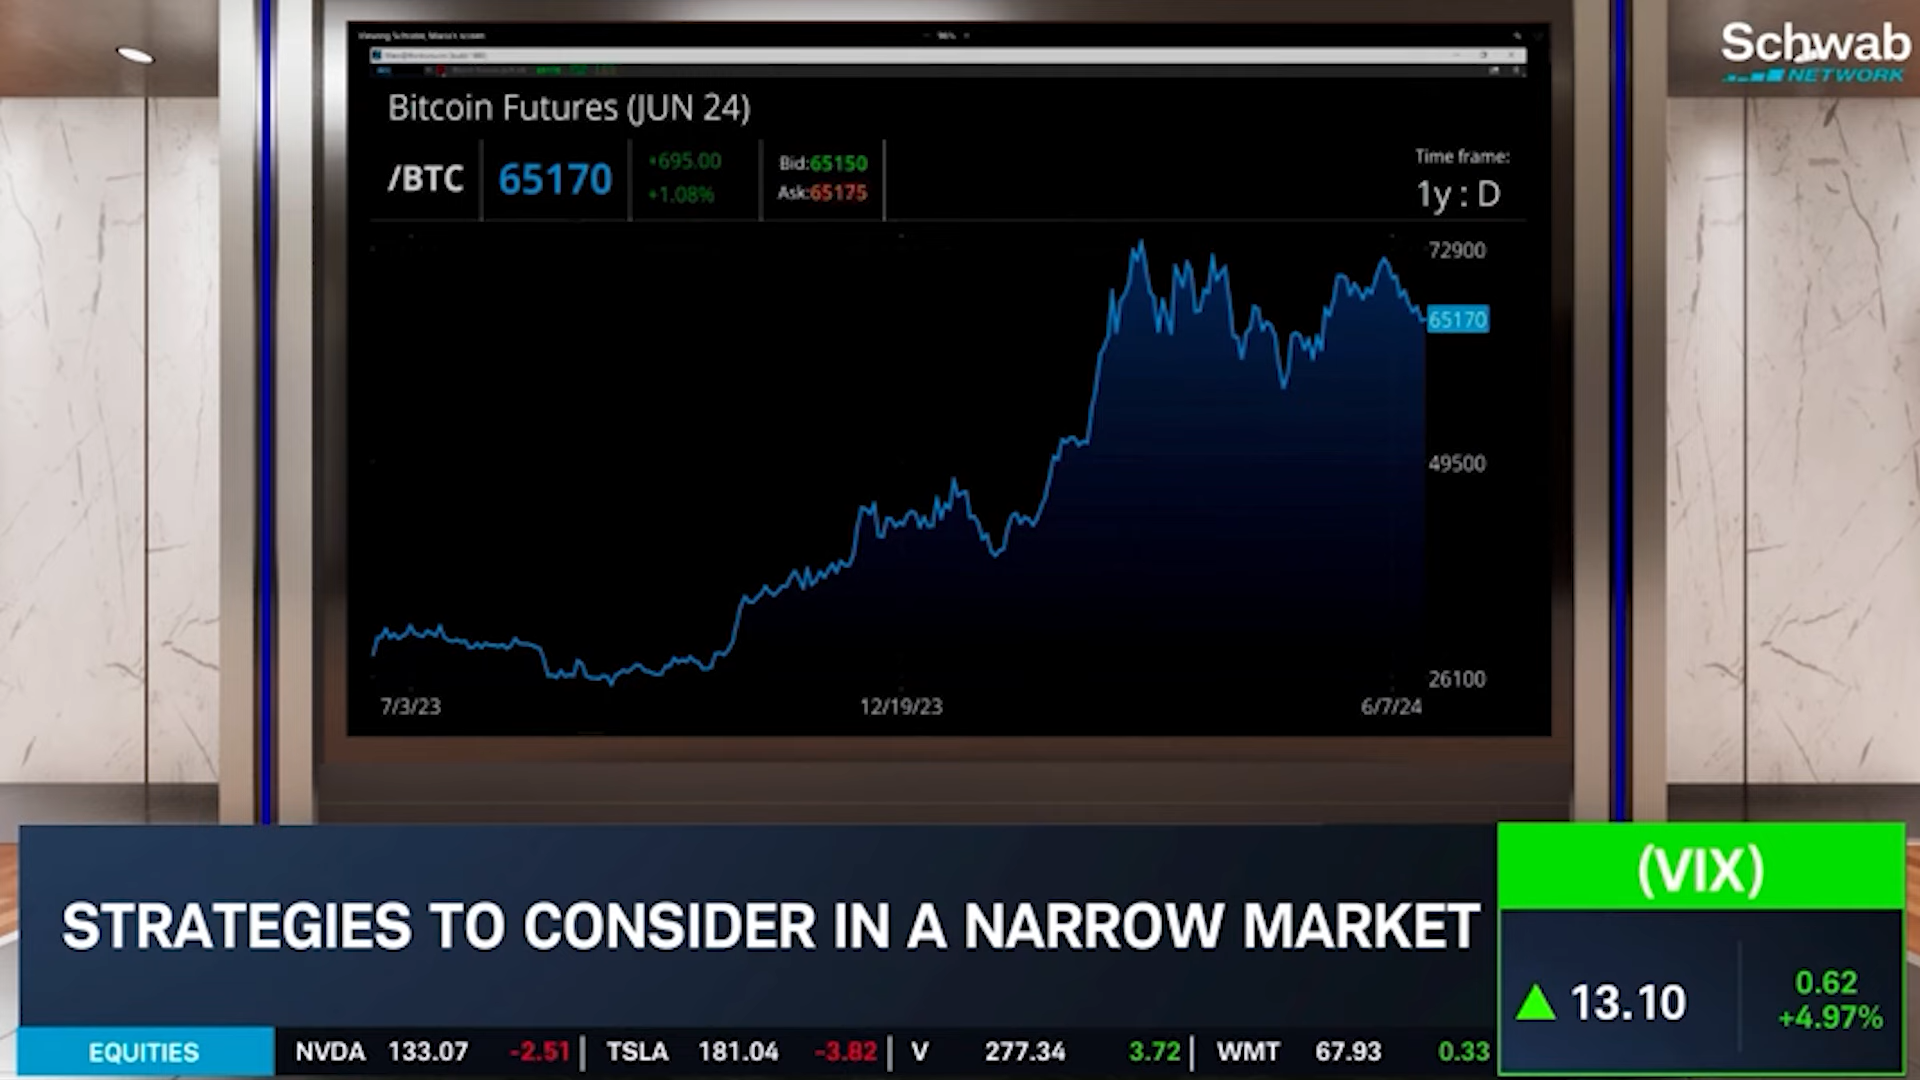 Schwab
NETWORK
96%
Bitcoin Futures (JUN 24)
/BTC
65170
+695.00
+1.08%
Bid:65150
Ask:65175
Time frame:
1y : D
72900
65170
49500
26100
7/3/23
12/19/23
6/7/24
STRATEGIES TO CONSIDER IN A NARROW MARKET
(VIX)
13.10
0.62
+4.97%
EQUITIES
NVDA 133.07 -2.51 | TSLA 181.04 -3.82 | V 277.34 3.72 | WMT 67.93 0.33